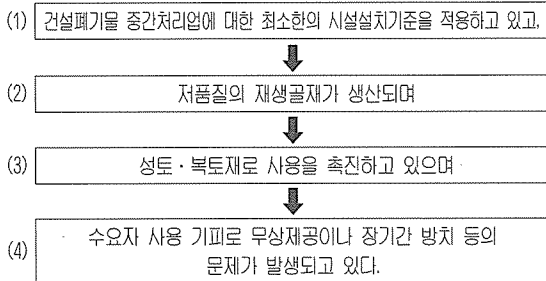 (1) 건설폐기물 중간처리업에 대한 최소한의 시설설치기준을 적용하고 있고,
(2) 저품질의 재생골재가 생산되며
(3) 성토·복토재로 사용을 촉진하고 있으며
(4) 수요자 사용 기피로 무상제공이나 장기간 방치 등의
문제가 발생되고 있다.